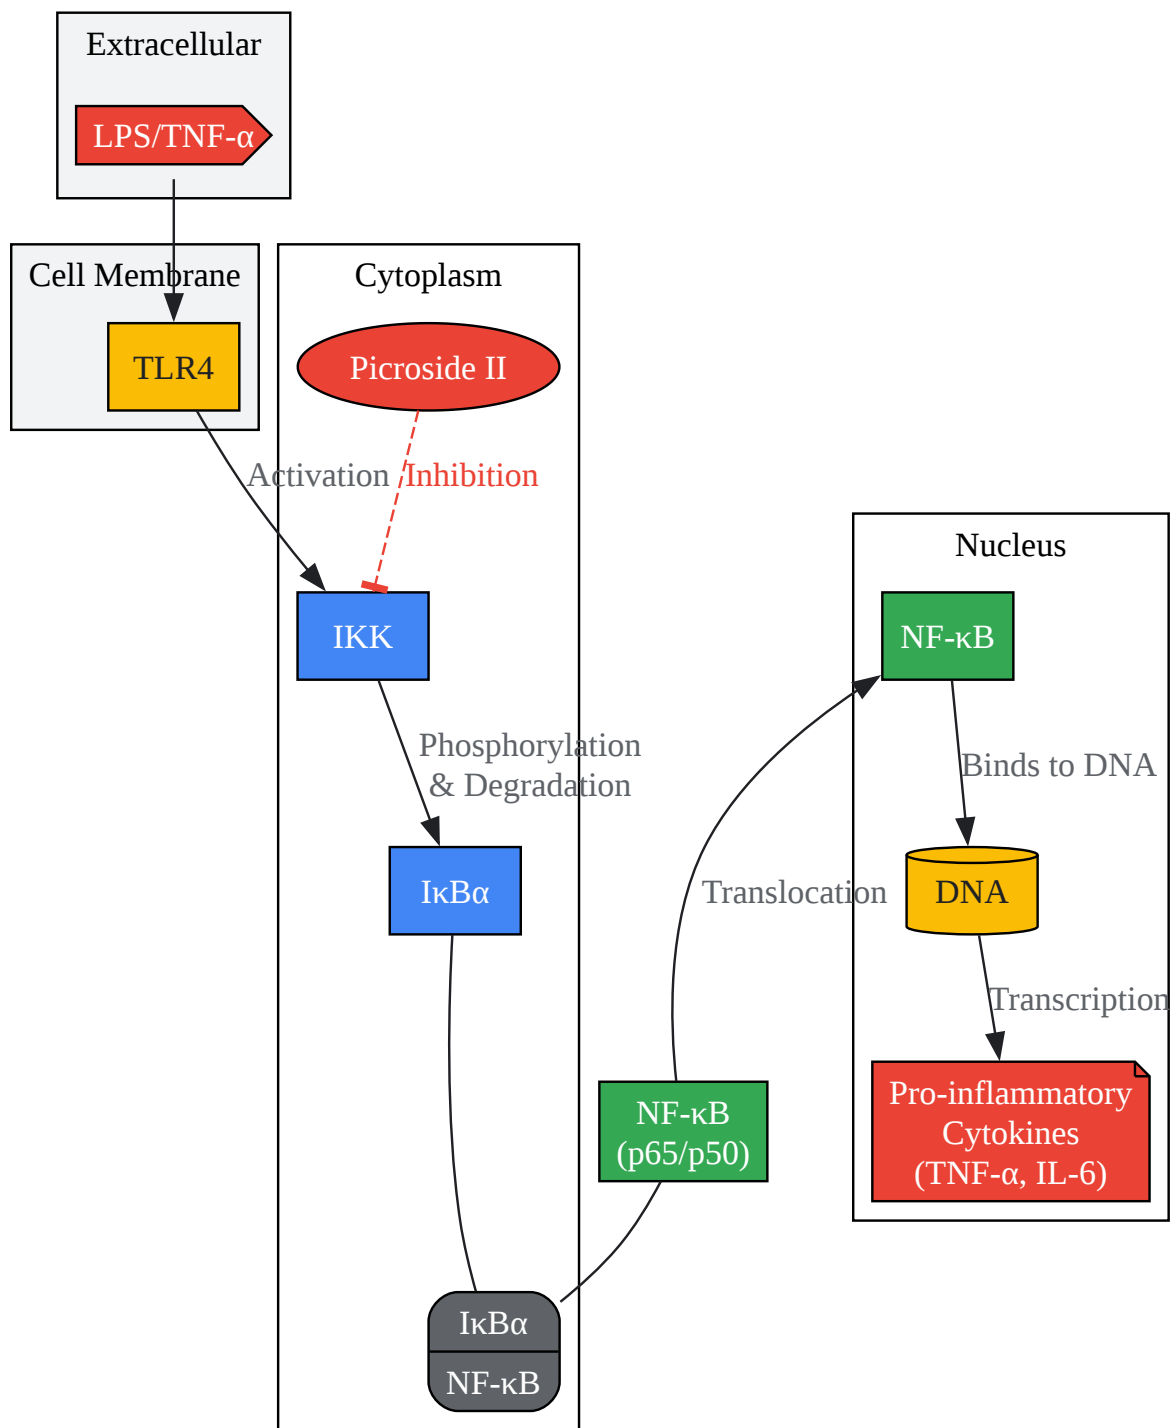 Extracellular
LPS/TNF-α
Cell Membrane
TLR4
Cytoplasm
Picroside II
Activation
Inhibition
IKK
Phosphorylation
& Degradation
IκBα
IκBα
NF-κB
NF-κB
(p65/p50)
Translocation
Nucleus
NF-κB
Binds to DNA
DNA
Transcription
Pro-inflammatory
Cytokines
(TNF-α, IL-6)